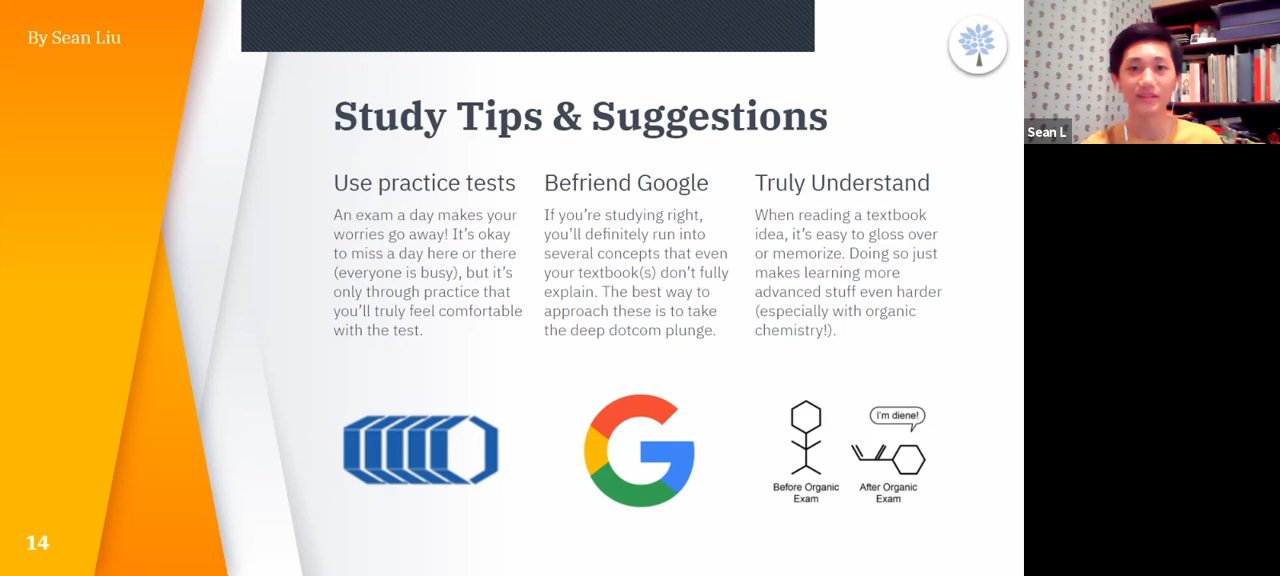 By Sean Liu
Study Tips & Suggestions
Use practice tests
An exam a day makes your
worries go away! It's okay
to miss a day here or there
(everyone is busy), but it's
only through practice that
you'll truly feel comfortable
with the test.
Befriend Google
If you're studying right,
you'll definitely run into
several concepts that even
your textbook(s) don't fully
explain. The best way to
approach these is to take
the deep dotcom plunge.
Truly Understand
When reading a textbook
idea, it's easy to gloss over
or memorize. Doing so just
makes learning more
advanced stuff even harder
(especially with organic
chemistry!).
I'm diene!
Before Organic
Exam
After Organic
Exam
14
Sean L